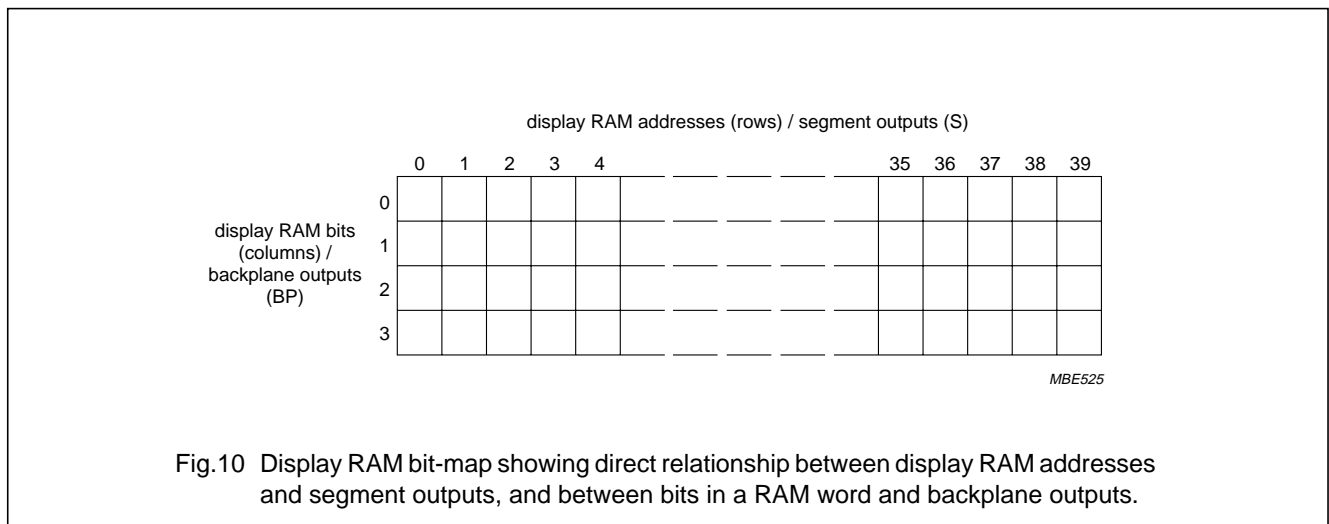 display RAM addresses (rows) / segment outputs (S)
0 1 2 3 4 35 36 37 38 39
0
display RAM bits
(columns) /
backplane outputs
(BP)
1
2
3
MBE525
Fig.10 Display RAM bit-map showing direct relationship between display RAM addresses
and segment outputs, and between bits in a RAM word and backplane outputs.